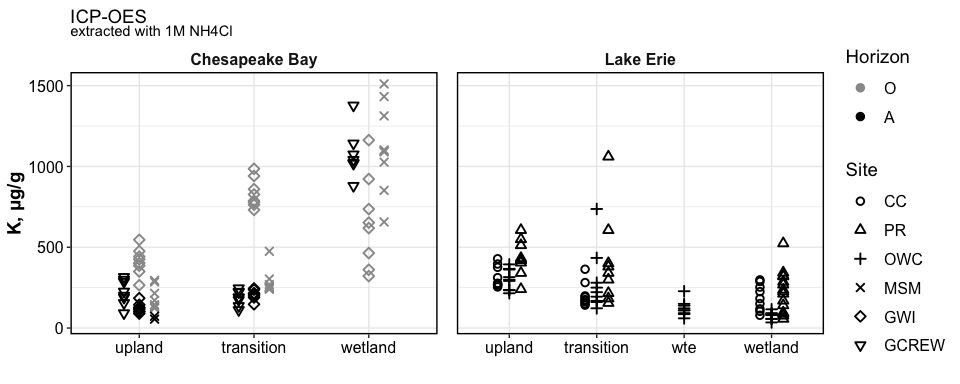 ICP-OES
extracted with 1M NH4Cl
Chesapeake Bay
Lake Erie
K, µg/g
1500
1000
500
0
upland transition wetland
upland transition wte wetland
Horizon
O
A
Site
CC
PR
OWC
MSM
GWI
GCREW